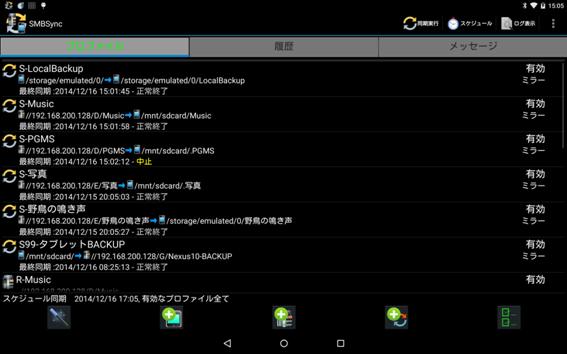 15:05
SMBSync
同期実行 スケジュール ログ表示
プロファイル 履歴 メッセージ
S-LocalBackup 有効
/storage/emulated/0/ /storage/emulated/0/LocalBackup ミラー
最終同期 :2014/12/16 15:01:45 - 正常終了
S-Music 有効
//192.168.200.128/D/Music /mnt/sdcard/Music ミラー
最終同期 :2014/12/16 15:01:58 - 正常終了
S-PGMS 有効
//192.168.200.128/D/PGMS /mnt/sdcard/.PGMS ミラー
最終同期 :2014/12/16 15:02:12 - 中止
S-写真 有効
//192.168.200.128/E/写真 /mnt/sdcard/.写真 ミラー
最終同期 :2014/12/15 20:05:03 - 正常終了
S-野鳥の鳴き声 有効
//192.168.200.128/E/野鳥の鳴き声 /storage/emulated/0/野鳥の鳴き声 ミラー
最終同期 :2014/12/15 20:05:27 - 正常終了
S99-タブレットBACKUP 有効
/mnt/sdcard/ //192.168.200.128/G/Nexus10-BACKUP ミラー
最終同期 :2014/12/16 08:25:13 - 正常終了
R-Music 有効
//192.168.200.128/D/Music
スケジュール同期 2014/12/16 17:05, 有効なプロファイル全て